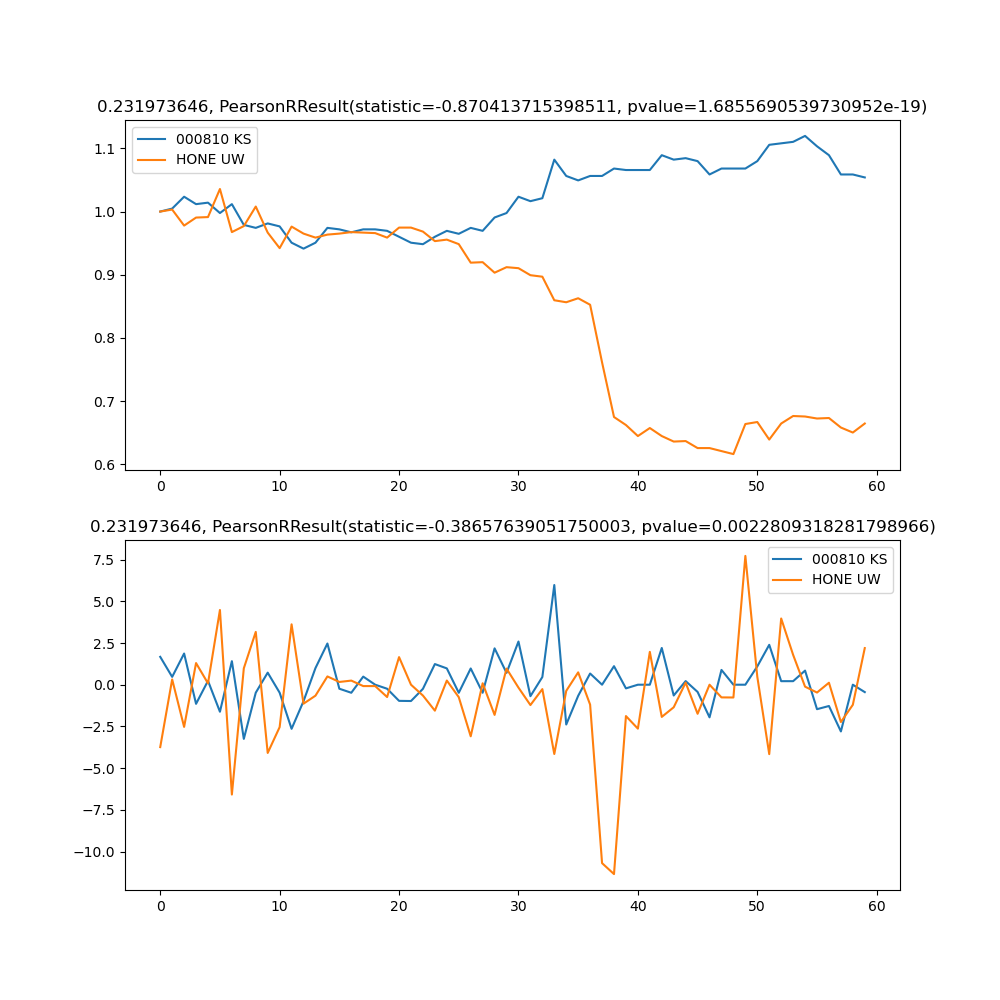 0.231973646, PearsonRResult(statistic=-0.870413715398511, pvalue=1.6855690539730952e-19)
000810 KS
HONE UW
1.1
1.0
0.9
0.8
0.7
0.6
0 10 20 30 40 50 60
0.231973646, PearsonRResult(statistic=-0.38657639051750003, pvalue=0.0022809318281798966)
000810 KS
HONE UW
7.5
5.0
2.5
0.0
−2.5
−5.0
−7.5
−10.0
0 10 20 30 40 50 60